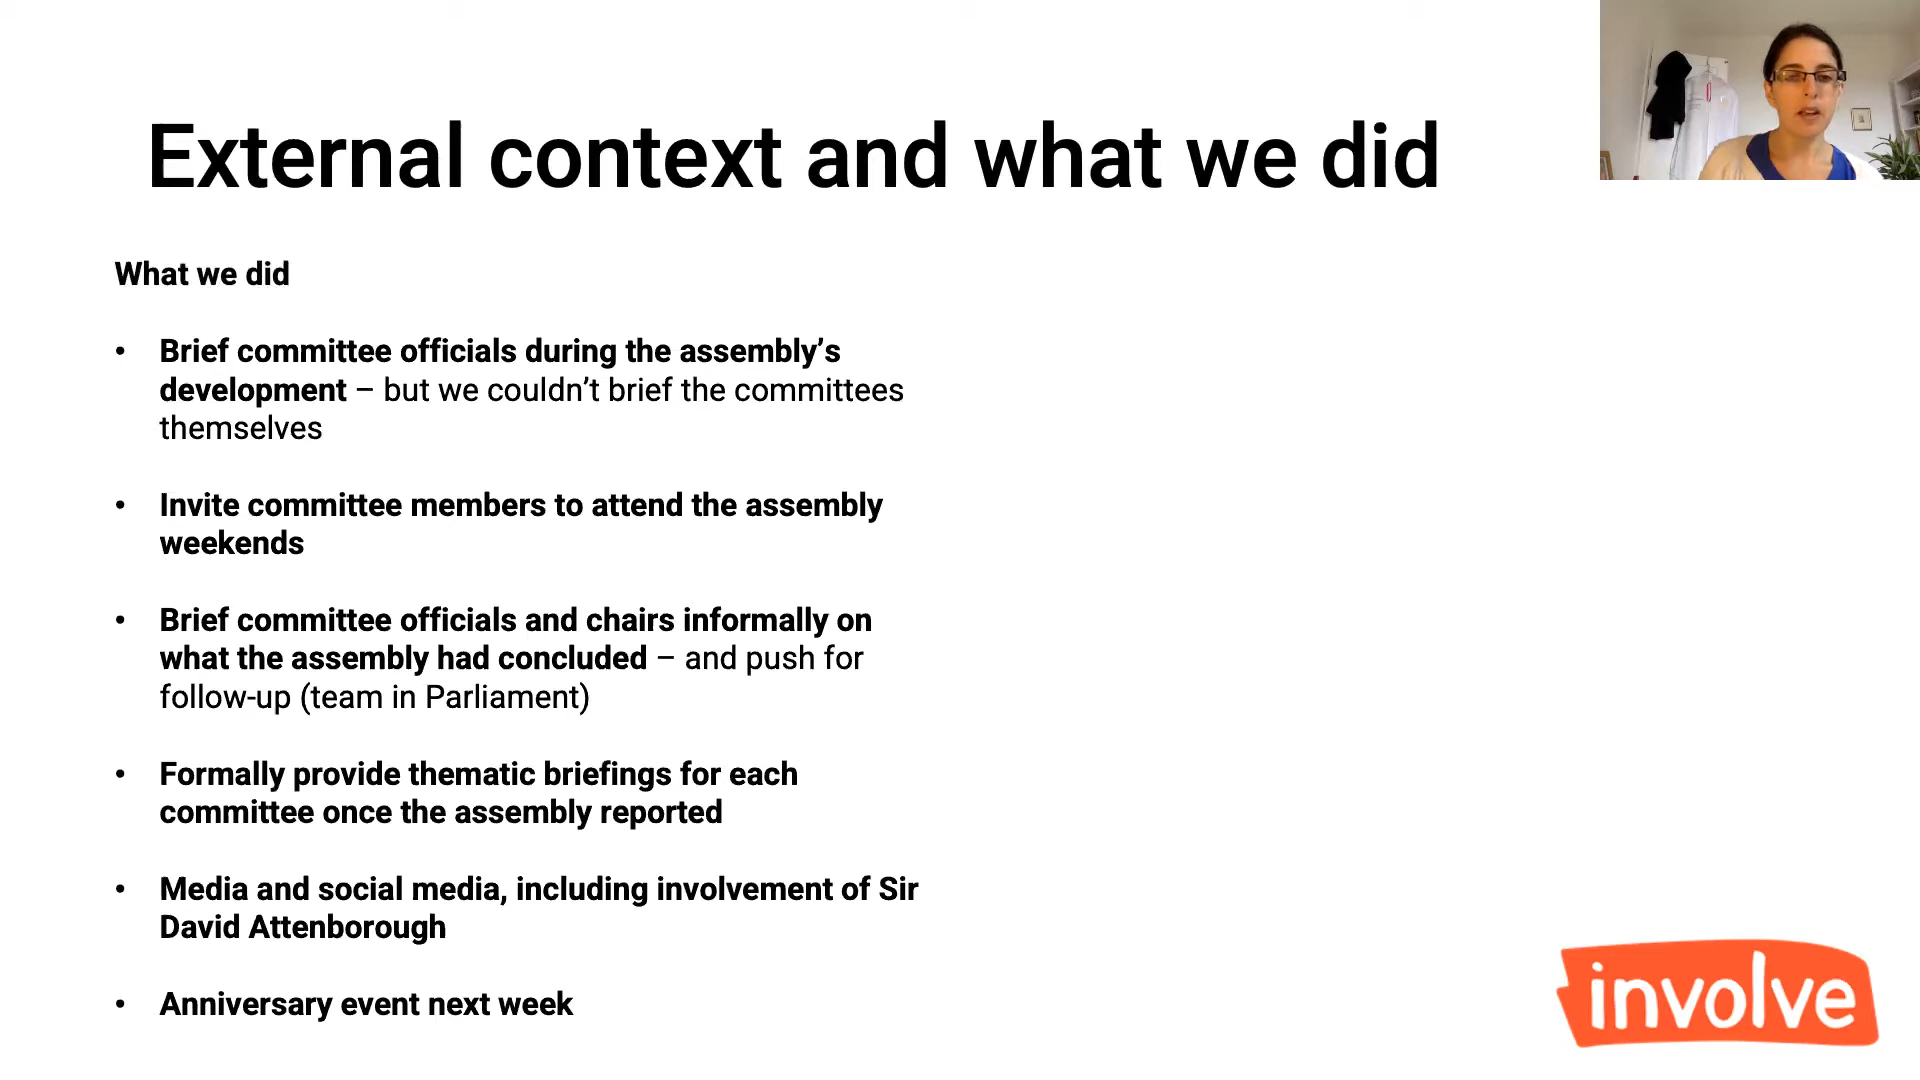 External context and what we did
What we did
• Brief committee officials during the assembly’s
development – but we couldn’t brief the committees
themselves
• Invite committee members to attend the assembly
weekends
• Brief committee officials and chairs informally on
what the assembly had concluded – and push for
follow-up (team in Parliament)
• Formally provide thematic briefings for each
committee once the assembly reported
• Media and social media, including involvement of Sir
David Attenborough
• Anniversary event next week
involve